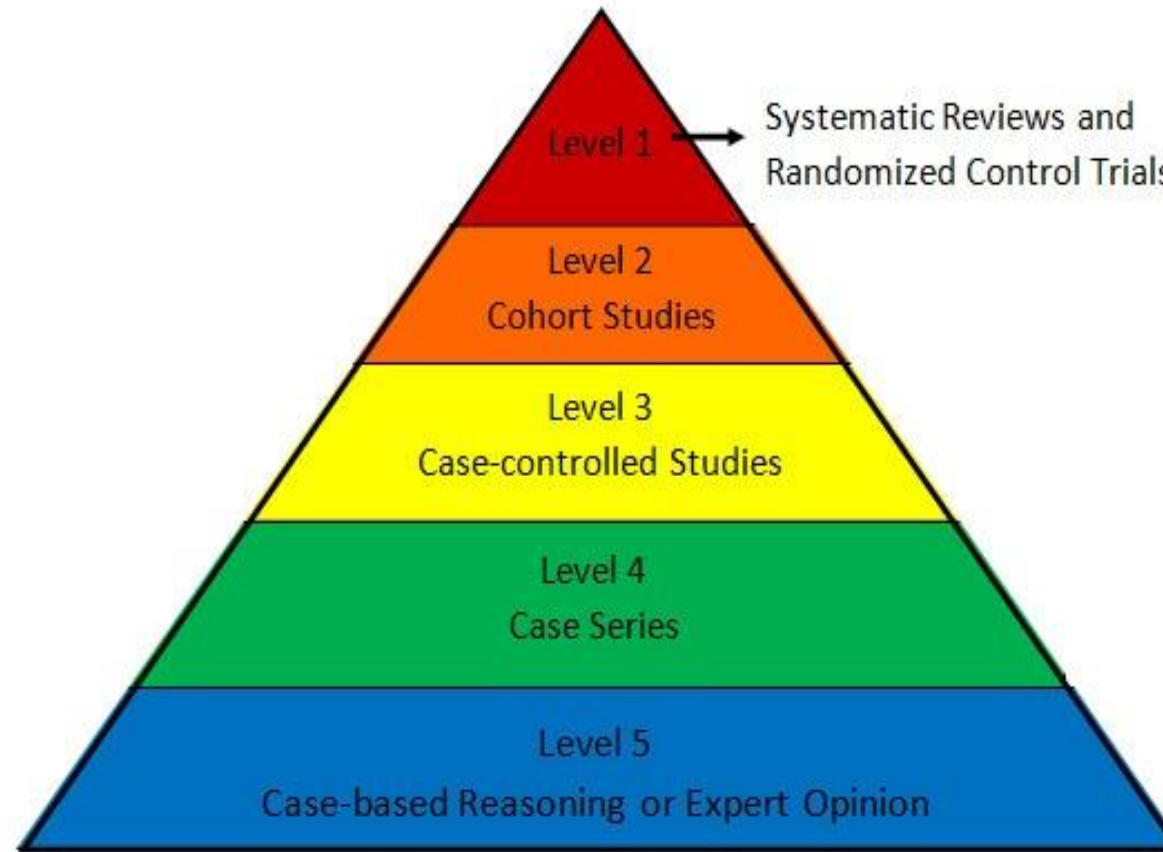 Level 1
Systematic Reviews and
Randomized Control Trials
Level 2
Cohort Studies
Level 3
Case-controlled Studies
Level 4
Case Series
Level 5
Case-based Reasoning or Expert Opinion